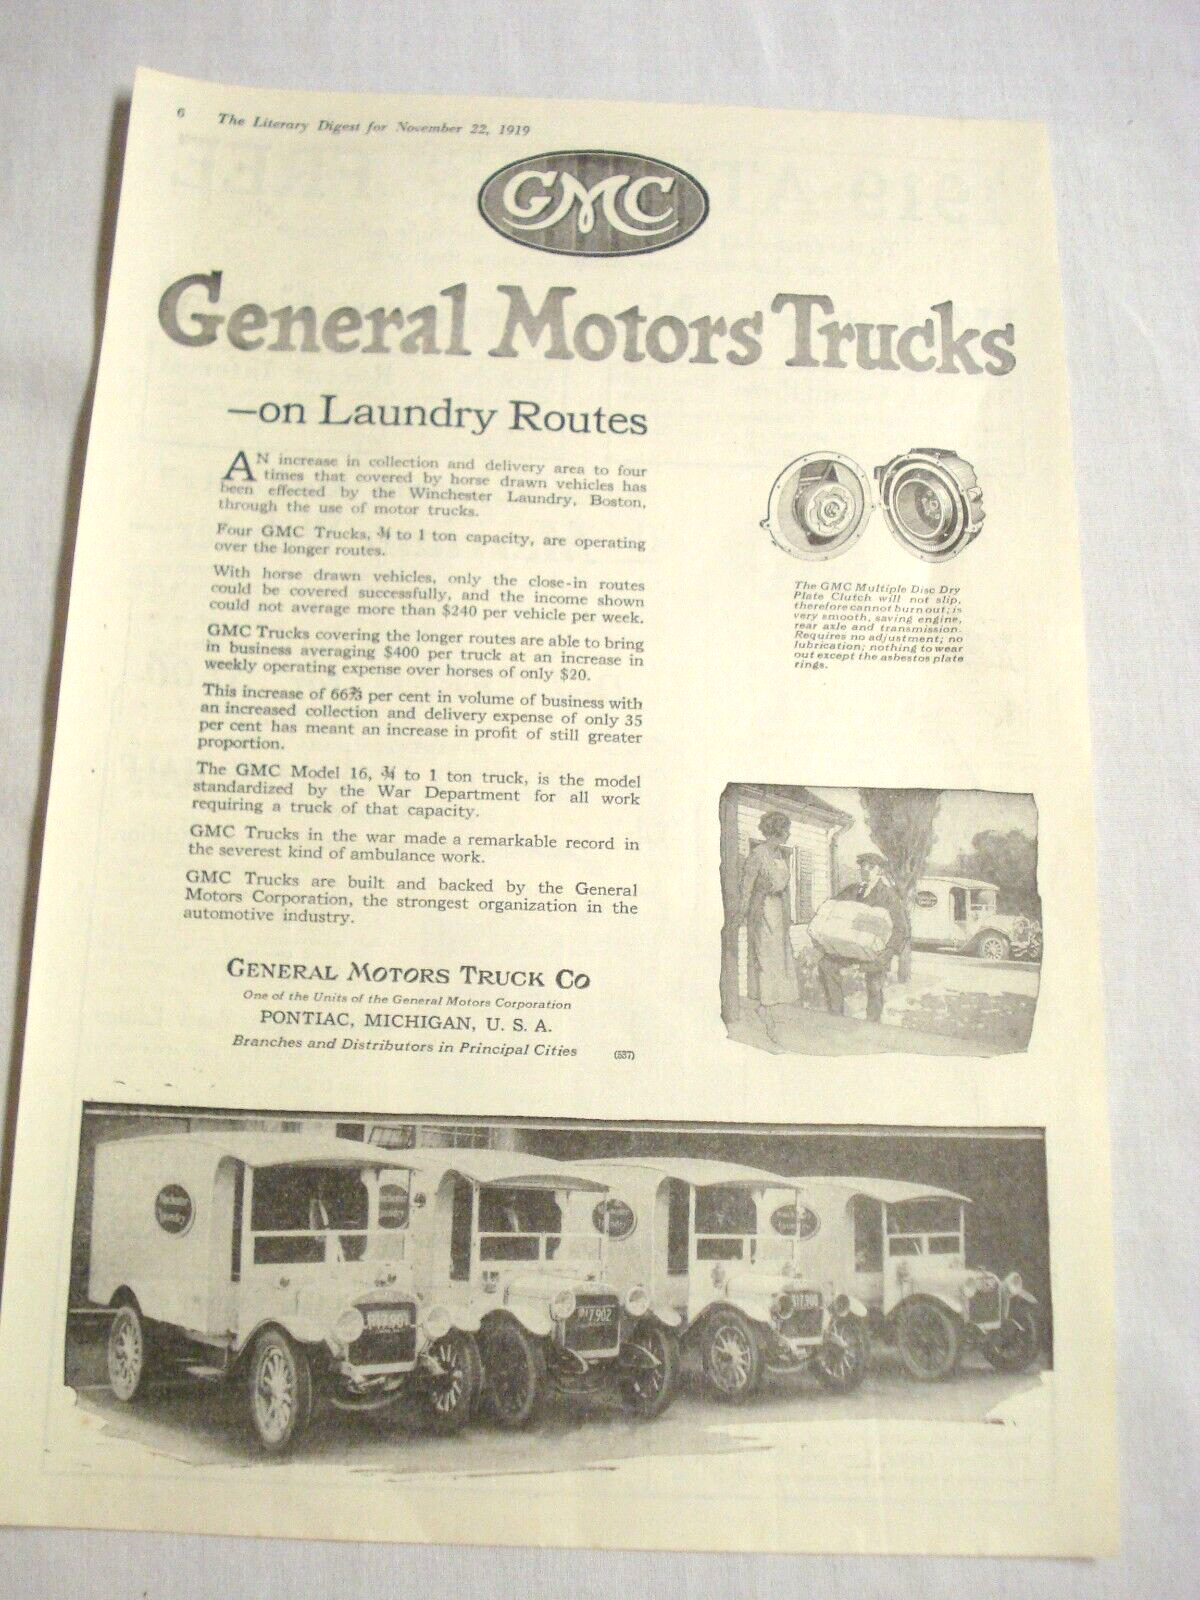 6 The Literary Digest for November 22, 1919
GMC
General Motors Trucks
—on Laundry Routes
AN increase in collection and delivery area to four
times that covered by horse drawn vehicles has
been effected by the Winchester Laundry, Boston,
through the use of motor trucks.
Four GMC Trucks, ¾ to 1 ton capacity, are operating
over the longer routes.
With horse drawn vehicles, only the close-in routes
could be covered successfully, and the income shown
could not average more than $240 per vehicle per week.
GMC Trucks covering the longer routes are able to bring
in business averaging $400 per truck at an increase in
weekly operating expense over horses of only $20.
This increase of 66⅔ per cent in volume of business with
an increased collection and delivery expense of only 35
per cent has meant an increase in profit of still greater
proportion.
The GMC Model 16, ¾ to 1 ton truck, is the model
standardized by the War Department for all work
requiring a truck of that capacity.
GMC Trucks in the war made a remarkable record in
the severest kind of ambulance work.
GMC Trucks are built and backed by the General
Motors Corporation, the strongest organization in the
automotive industry.
GENERAL MOTORS TRUCK CO
One of the Units of the General Motors Corporation
PONTIAC, MICHIGAN, U. S. A.
Branches and Distributors in Principal Cities (537)
The GMC Multiple Disc Dry
Plate Clutch will not slip,
therefore cannot burn out; is
very smooth, saving engine,
rear axle and transmission.
Requires no adjustment; no
lubrication; nothing to wear
out except the asbestos plate
rings.
Winchester
Laundry
917,902